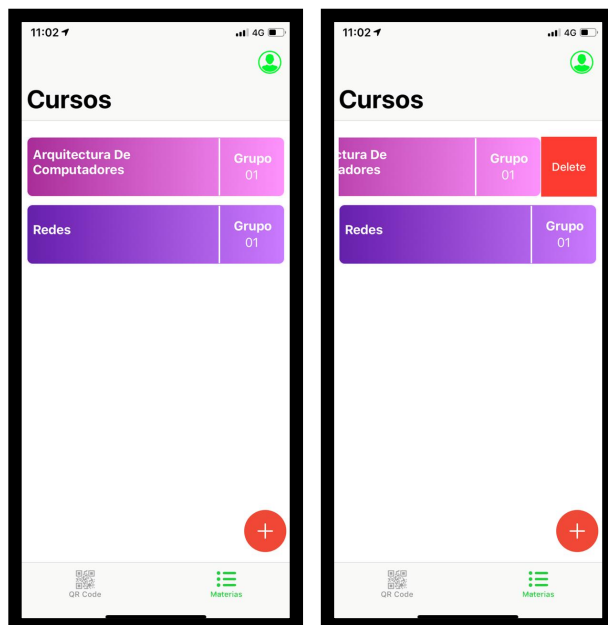 11:02
4G
Cursos
Arquitectura De
Computadores
Grupo
01
Redes
Grupo
01
QR Code
Materias
11:02
4G
Cursos
ctura De
adores
Grupo
01
Delete
Redes
Grupo
01
QR Code
Materias